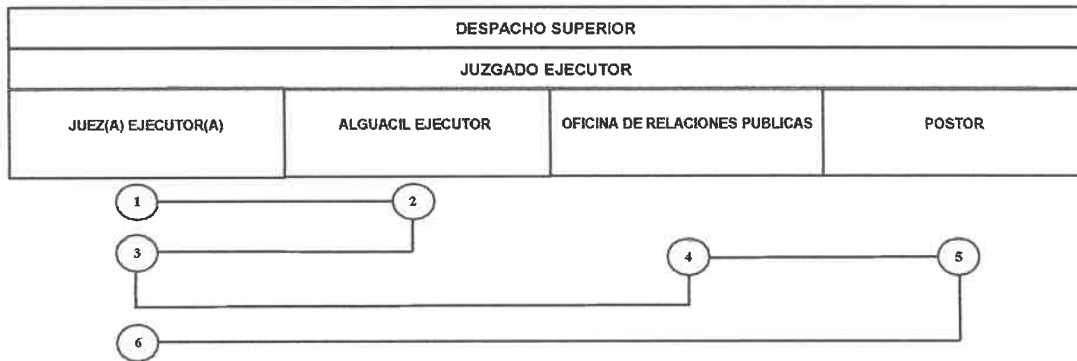 DESPACHO SUPERIOR
JUZGADO EJECUTOR
JUEZ(A) EJECUTOR(A)
ALGUACIL EJECUTOR
OFICINA DE RELACIONES PUBLICAS
POSTOR
1
2
3
4
5
6